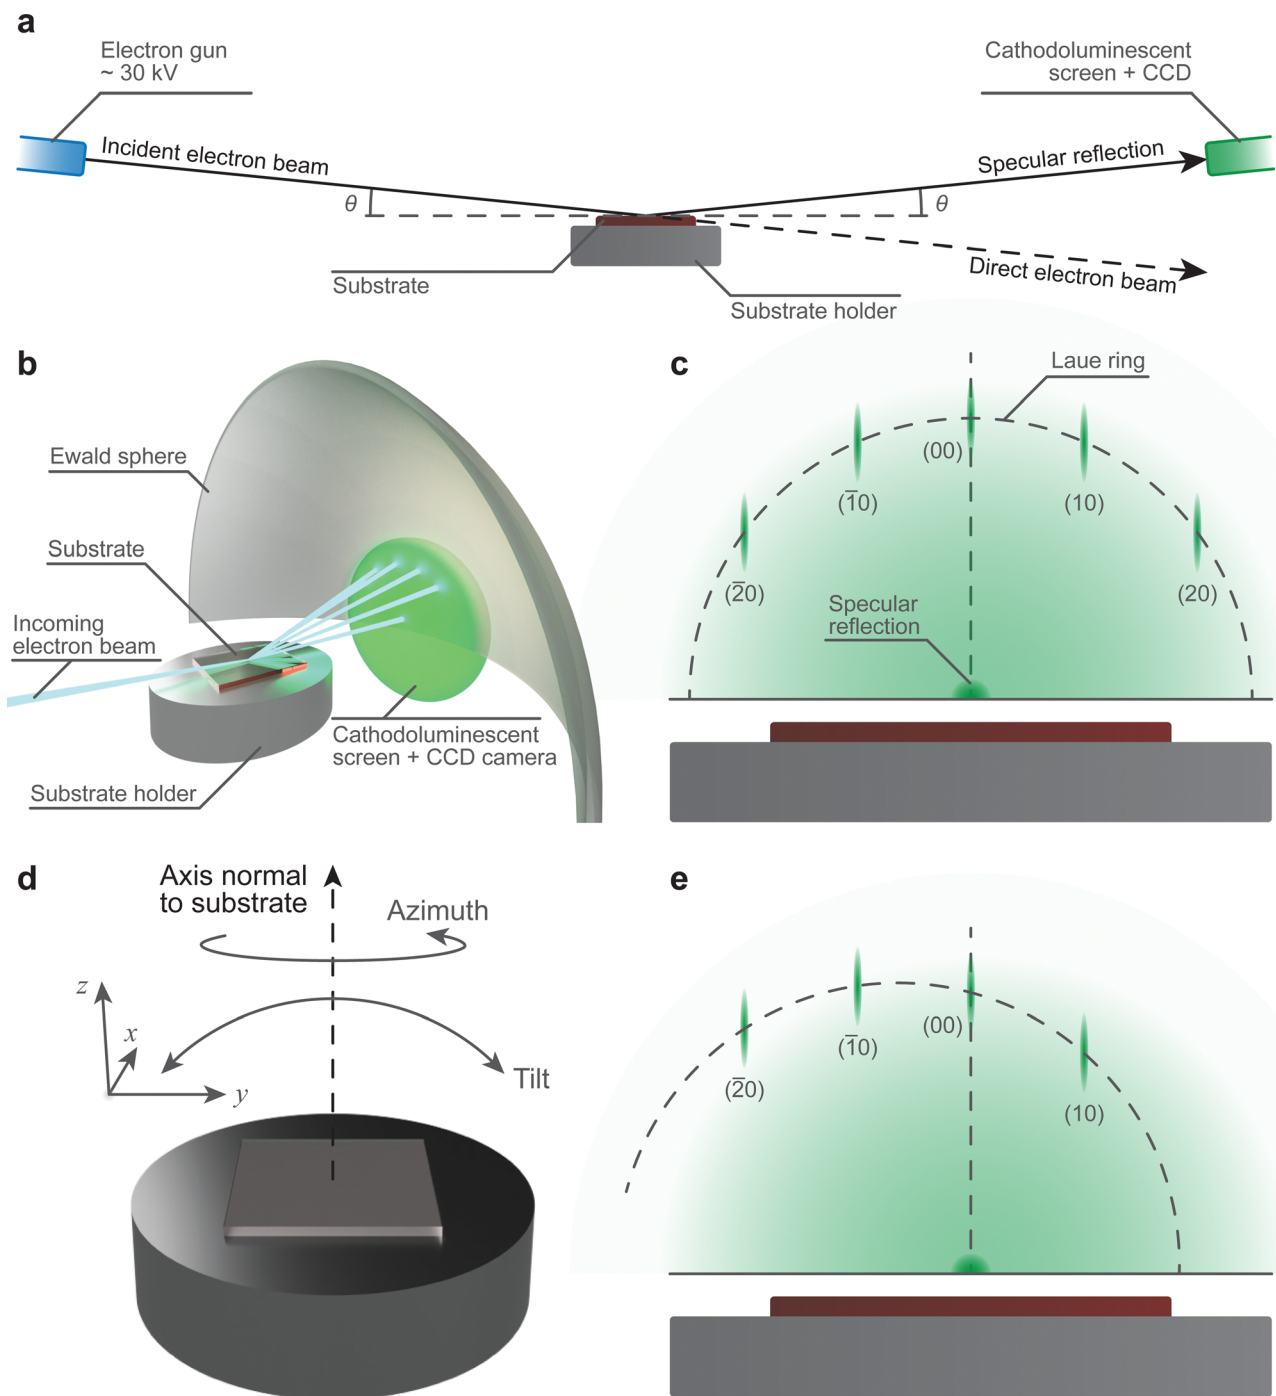 a
Electron gun
~ 30 kV
Cathodoluminescent
screen + CCD
Incident electron beam
Specular reflection
θ
θ
Direct electron beam
Substrate
Substrate holder
b
Ewald sphere
Substrate
Incoming
electron beam
Cathodoluminescent
screen + CCD camera
Substrate holder
c
Laue ring
(00)
(1̅0)
(10)
(2̅0)
(20)
Specular
reflection
d
Axis normal
to substrate
Azimuth
z
x
y
Tilt
e
(00)
(1̅0)
(2̅0)
(10)